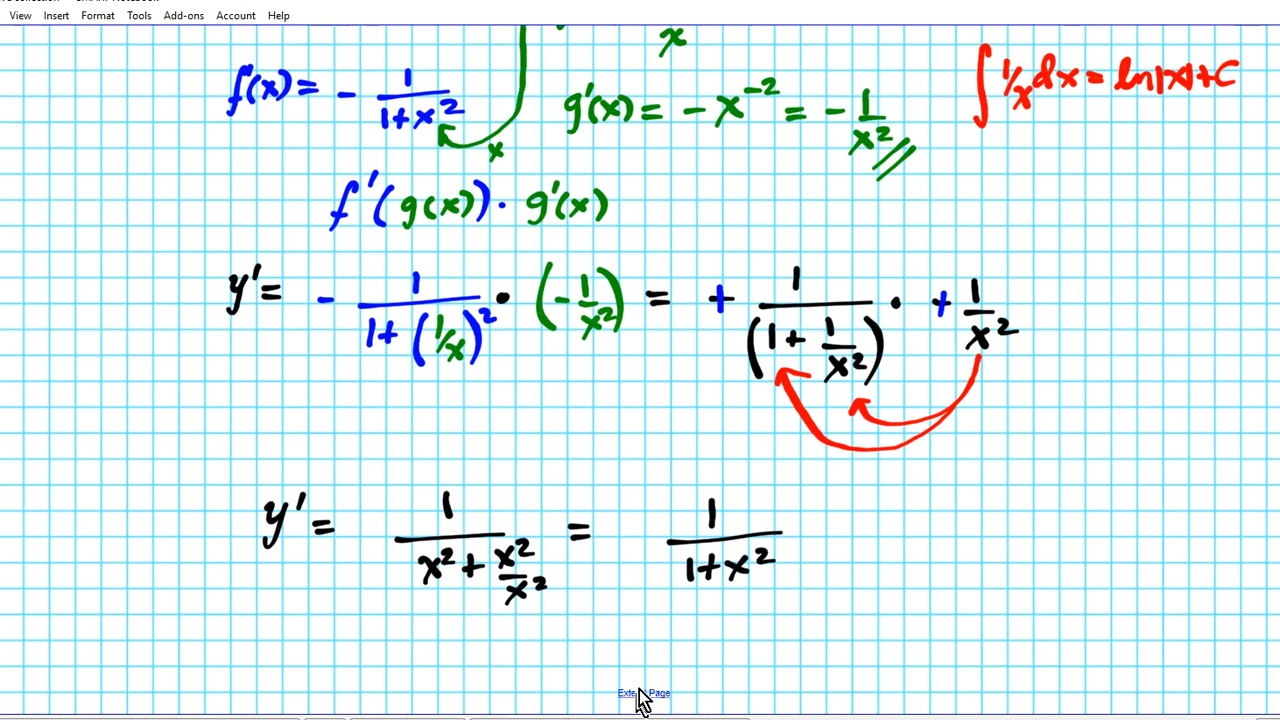 View Insert Format Tools Add-ons Account Help
x
f'(x) = - 1/(1+x²)
x
g'(x) = - x⁻² = - 1/x²
∫ 1/x dx = ln|x| + C
f'(g(x)) · g'(x)
y' = - 1/(1+(1/x)²) · (- 1/x²) = + 1/(1+ 1/x²) · + 1/x²
y' = 1/(x² + x²/x²) = 1/(1+x²)